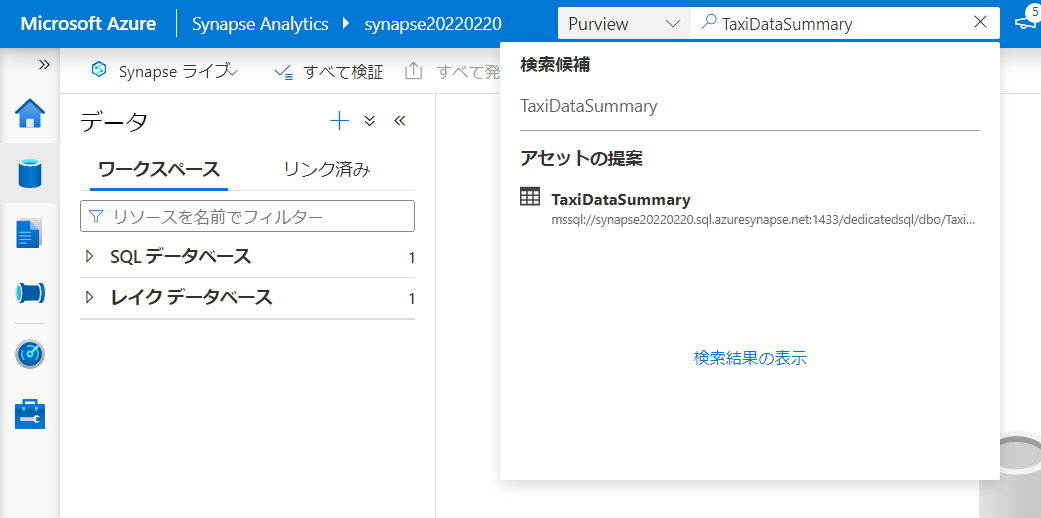 Microsoft Azure
Synapse Analytics
synapse20220220
Purview
TaxiDataSummary
5
Synapse ライブ
すべて検証
すべて発
検索候補
TaxiDataSummary
アセットの提案
TaxiDataSummary
mssql://synapse20220220.sql.azuresynapse.net:1433/dedicatedsql/dbo/Taxi...
検索結果の表示
データ
ワークスペース
リンク済み
リソースを名前でフィルター
SQL データベース 1
レイク データベース 1